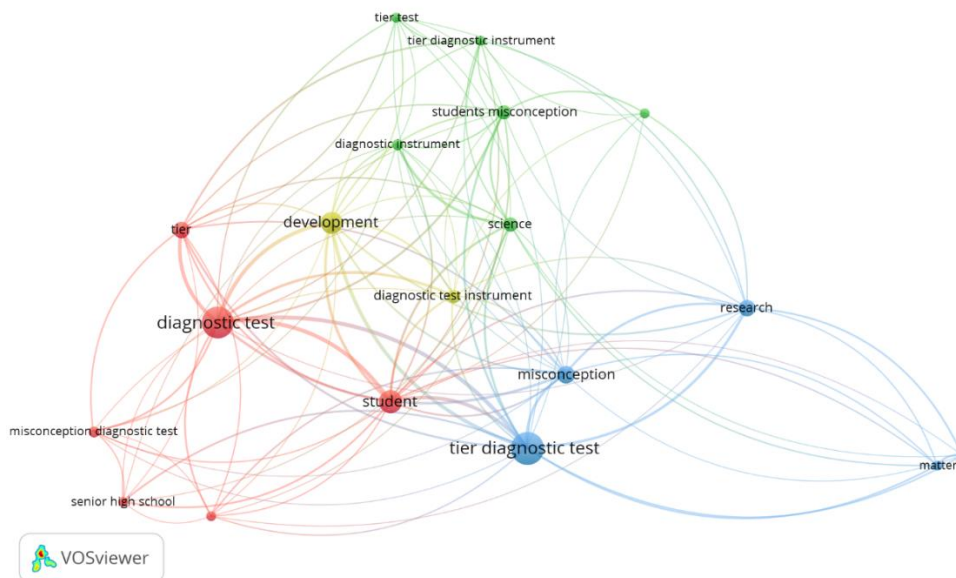 tier test
tier diagnostic instrument
students misconception
diagnostic instrument
development
science
tier
diagnostic test instrument
research
diagnostic test
misconception
student
misconception diagnostic test
tier diagnostic test
matter
senior high school
VOSviewer